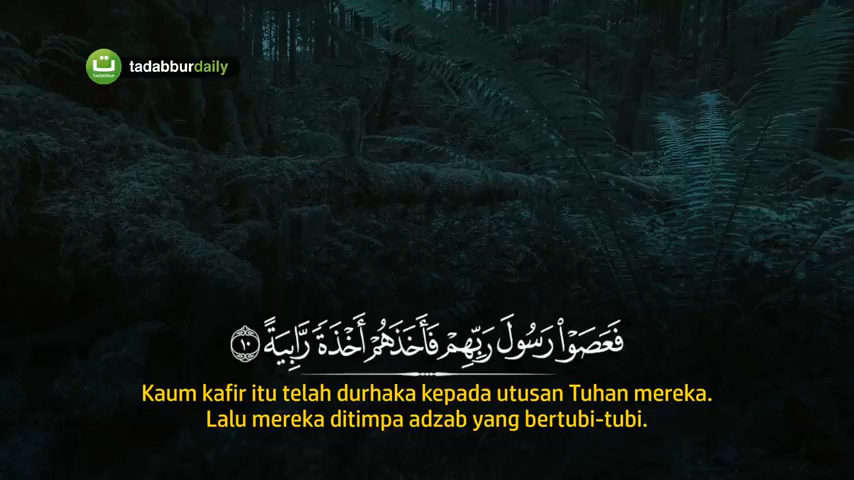 ت
tadabbur
tadabburdaily
فَعَصَوْا۟ رَسُولَ رَبِّهِمْ فَأَخَذَهُمْ أَخْذَةً رَّابِيَةً ١٠
Kaum kafir itu telah durhaka kepada utusan Tuhan mereka.
Lalu mereka ditimpa adzab yang bertubi-tubi.